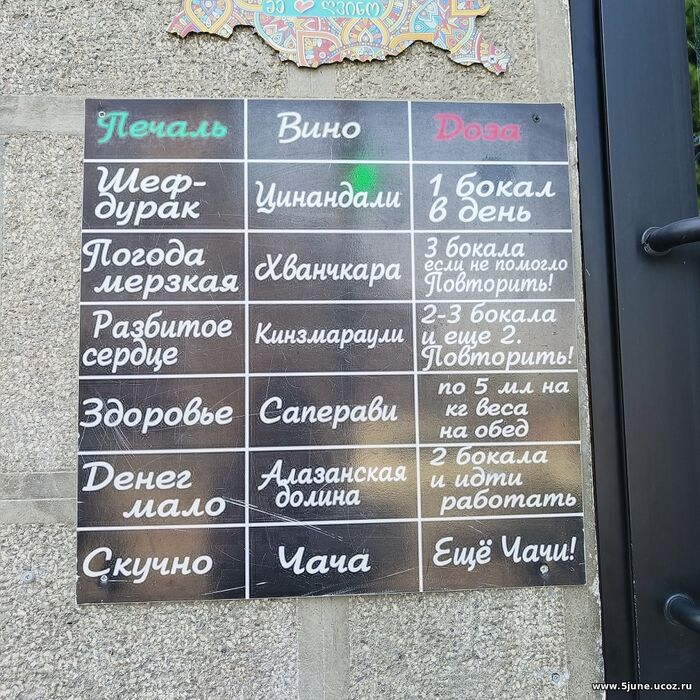 მე ღვინო
Печаль Вино Доза
Шеф-
дурак
Цинандали
1 бокал
в день
Погода
мерзкая
Хванчкара
3 бокала
если не помогло
Повторить!
Разбитое
сердце
Кинзмараули
2-3 бокала
и еще 2.
Повторить!
Здоровье
Саперави
по 5 мл на
кг веса
на обед
Денег
мало
Алазанская
долина
2 бокала
и идти
работать
Скучно
Чача
Ещё Чачи!
www.5june.ucoz.ru